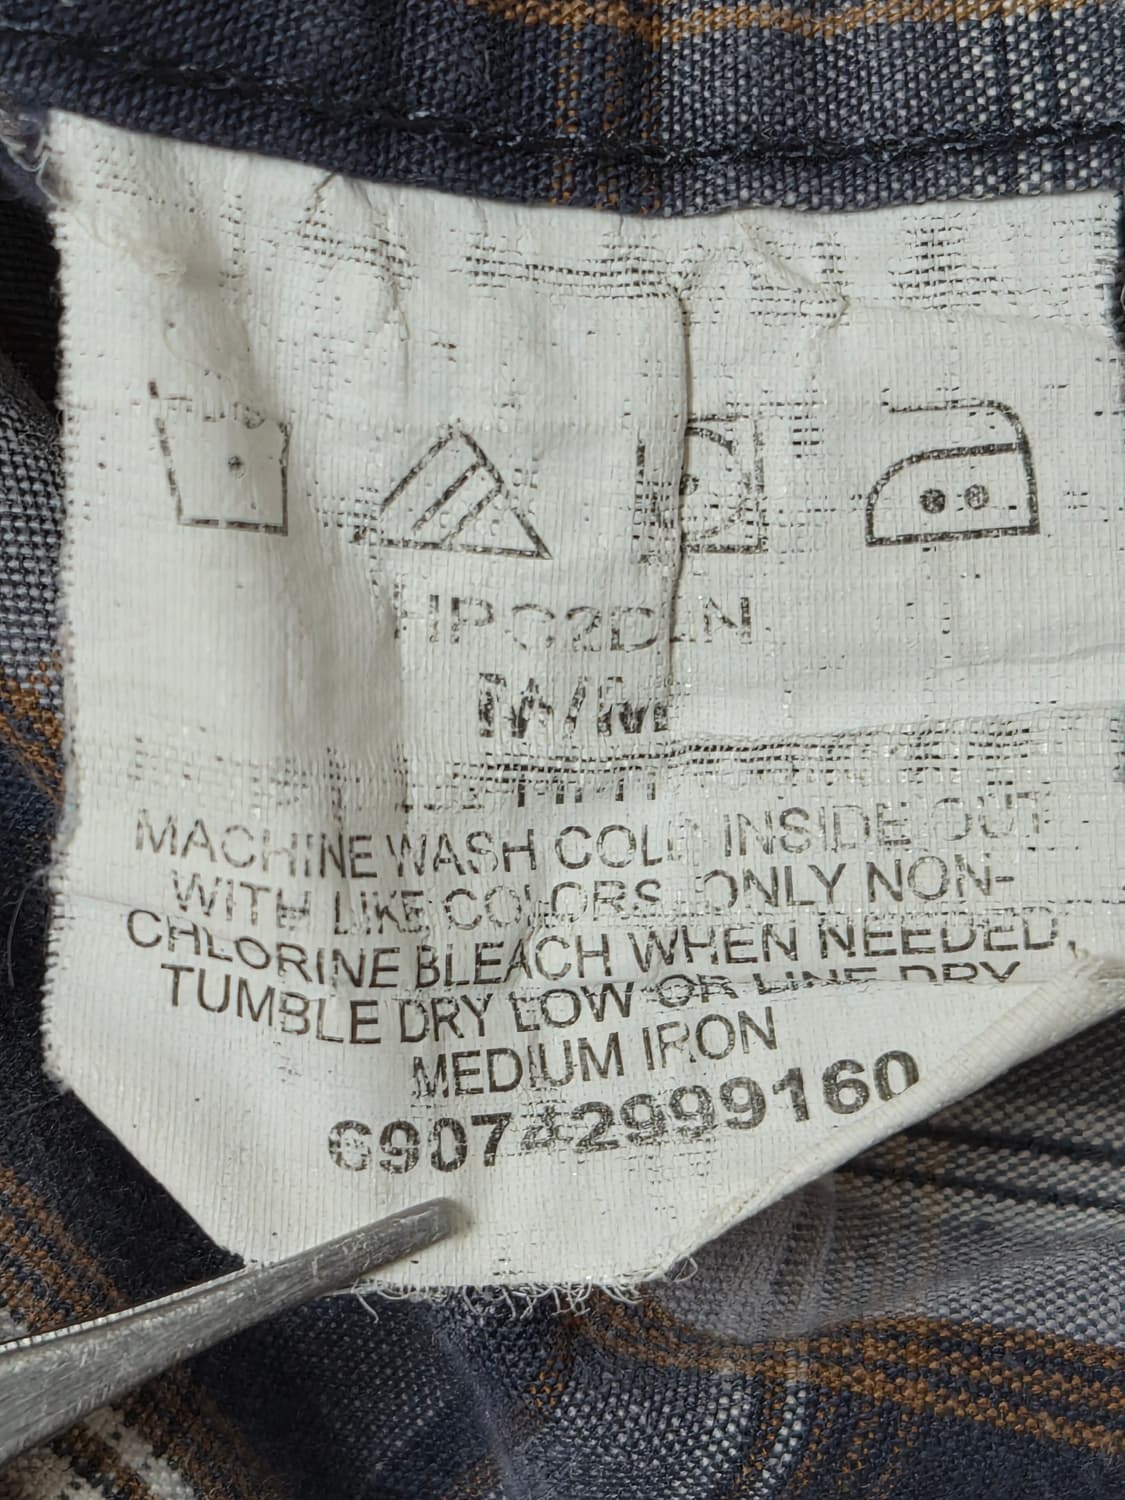 M/M
MACHINE WASH COLD INSIDE OUT
WITH LIKE COLORS. ONLY NON-
CHLORINE BLEACH WHEN NEEDED.
TUMBLE DRY LOW OR LINE DRY
MEDIUM IRON
690742999160